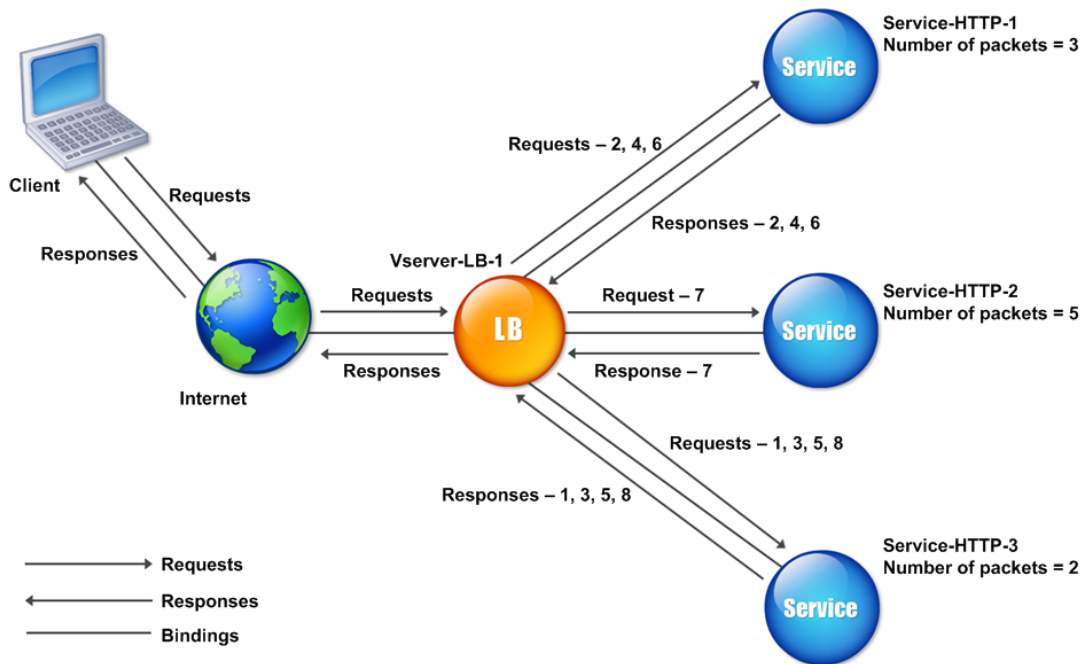 Service-HTTP-1
Number of packets = 3
Service
Requests – 2, 4, 6
Client
Requests
Responses
Responses – 2, 4, 6
Vserver-LB-1
Service-HTTP-2
Number of packets = 5
Requests
Request – 7
LB
Service
Responses
Response – 7
Internet
Requests – 1, 3, 5, 8
Responses – 1, 3, 5, 8
Service-HTTP-3
Number of packets = 2
Service
Requests
Responses
Bindings